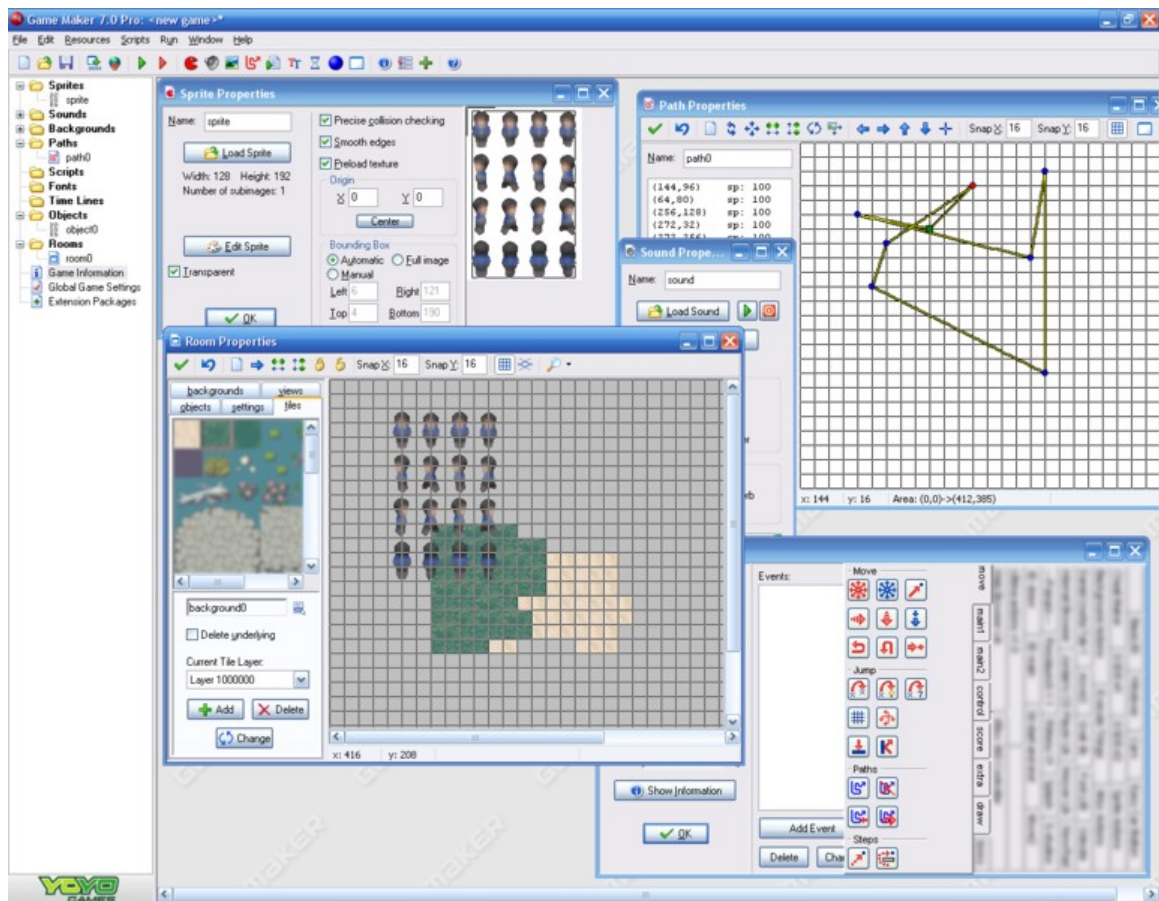 Game Maker 7.0 Pro: <new game>*
File Edit Resources Scripts Run Window Help
Sprites
sprite
Sounds
Backgrounds
Paths
path0
Scripts
Fonts
Time Lines
Objects
object0
Rooms
room0
Game Information
Global Game Settings
Extension Packages
YOYO
GAMES
Sprite Properties
Name: sprite
Load Sprite
Width: 128 Height: 192
Number of subimages: 1
Edit Sprite
Transparent
OK
Precise collision checking
Smooth edges
Preload texture
Origin
X 0 Y 0
Center
Bounding Box
Automatic Full image
Manual
Left 6 Right 121
Top 4 Bottom 190
Path Properties
Snap X: 16 Snap Y: 16
Name: path0
(144,96) sp: 100
(64,80) sp: 100
(256,128) sp: 100
(272,32) sp: 100
x: 144 y: 16 Area: (0,0)->(412,385)
Sound Prope...
Name: sound
Load Sound
Room Properties
Snap X: 16 Snap Y: 16
backgrounds views
objects settings tiles
background0
Delete underlying
Current Tile Layer:
Layer 1000000
Add Delete
Change
x: 416 y: 208
Show Information
OK
Events:
Add Event
Delete
Move
Jump
Paths
Steps
move
main1
main2
control
score
extra
draw